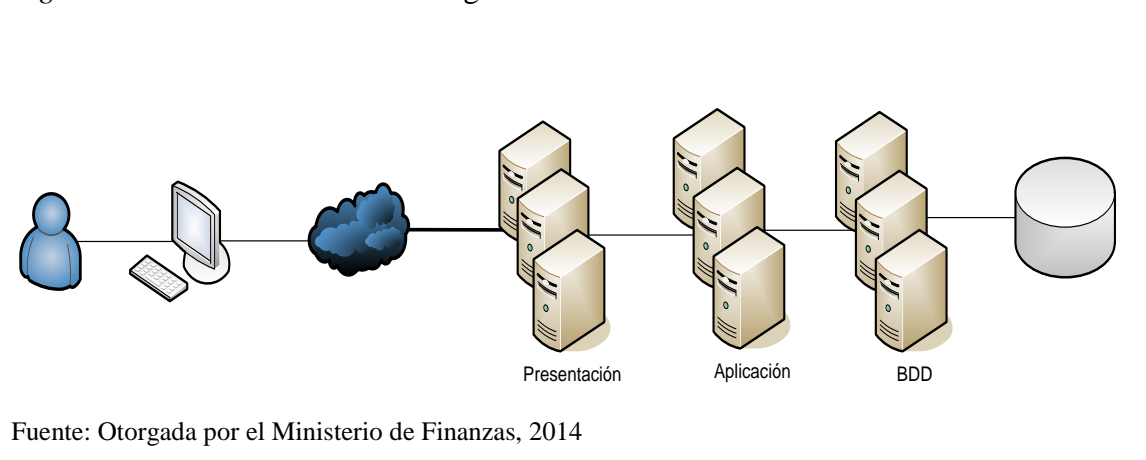 Presentación
Aplicación
BDD
Fuente: Otorgada por el Ministerio de Finanzas, 2014